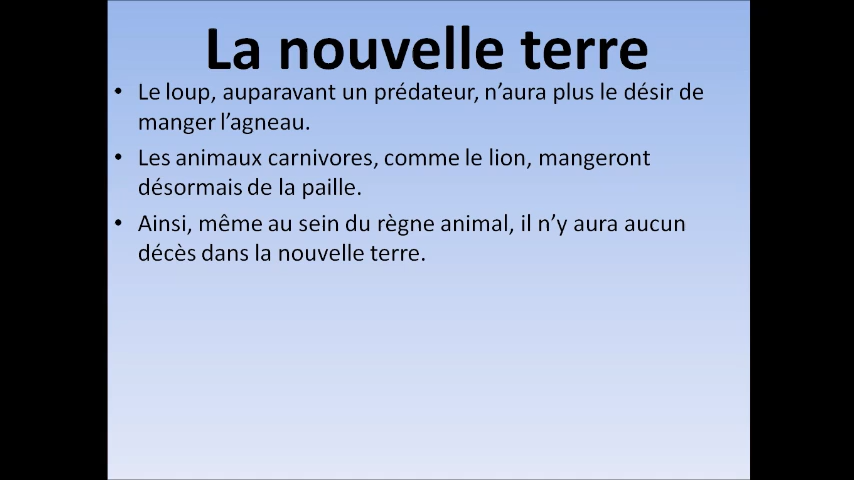 La nouvelle terre
• Le loup, auparavant un prédateur, n’aura plus le désir de
manger l’agneau.
• Les animaux carnivores, comme le lion, mangeront
désormais de la paille.
• Ainsi, même au sein du règne animal, il n’y aura aucun
décès dans la nouvelle terre.